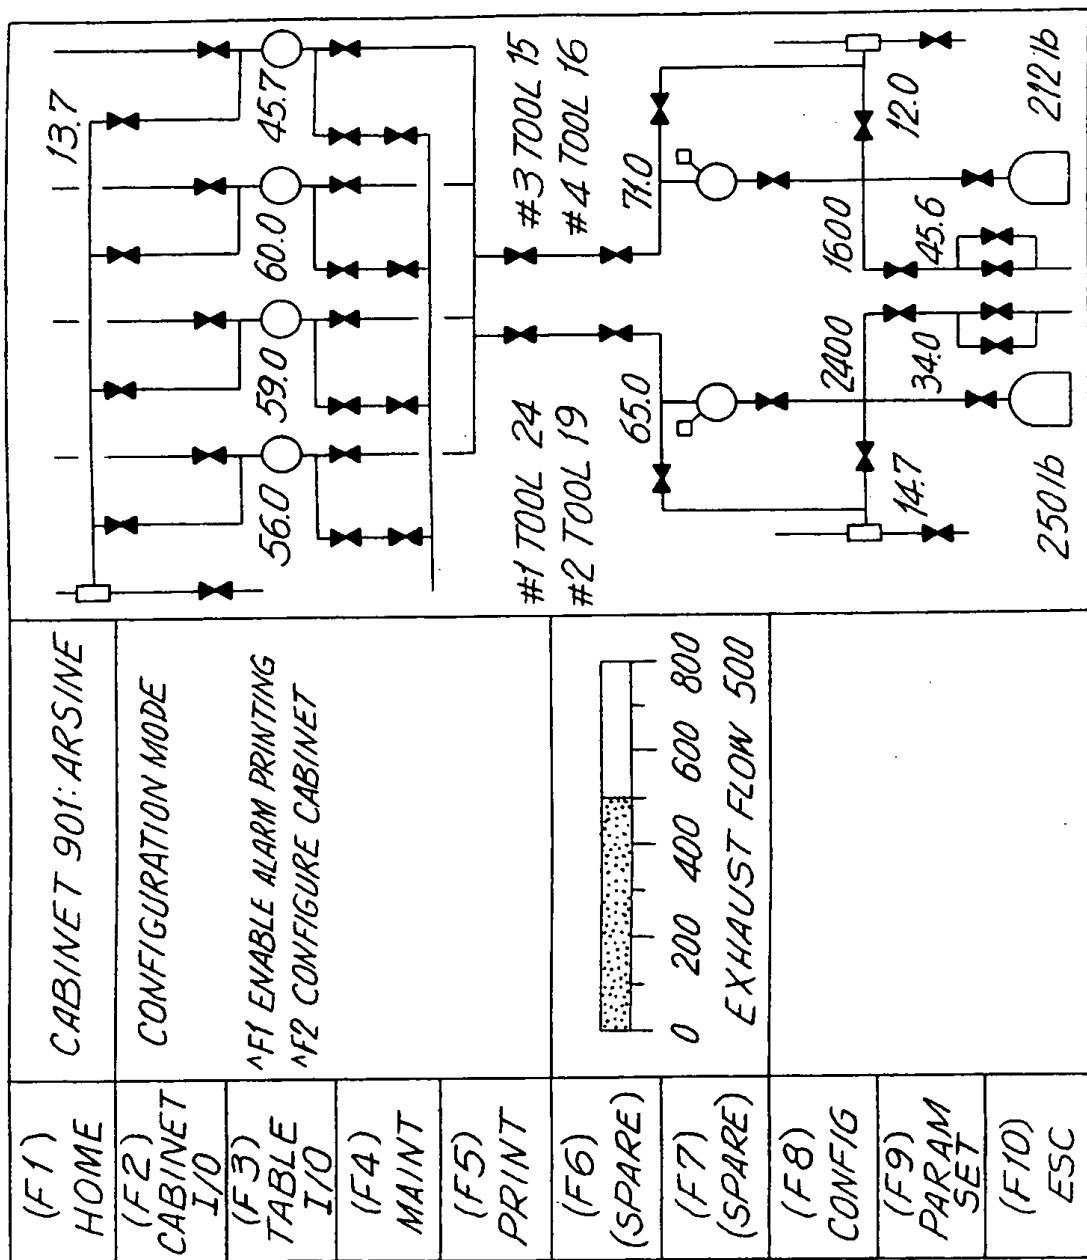 (F1)
HOME
(F2)
CABINET
I/O
(F3)
TABLE
I/O
(F4)
MAINT
(F5)
PRINT
(F6)
(SPARE)
(F7)
(SPARE)
(F8)
CONFIG
(F9)
PARAM
SET
(F10)
ESC
CABINET 901: ARSINE
CONFIGURATION MODE
^F1 ENABLE ALARM PRINTING
^F2 CONFIGURE CABINET
0 200 400 600 800
EXHAUST FLOW 500
13.7
56.0 59.0 60.0 45.7
#1 TOOL 24 #3 TOOL 15
#2 TOOL 19 #4 TOOL 16
65.0 71.0
2400 1600
14.7 34.0 45.6 12.0
250 lb 212 lb